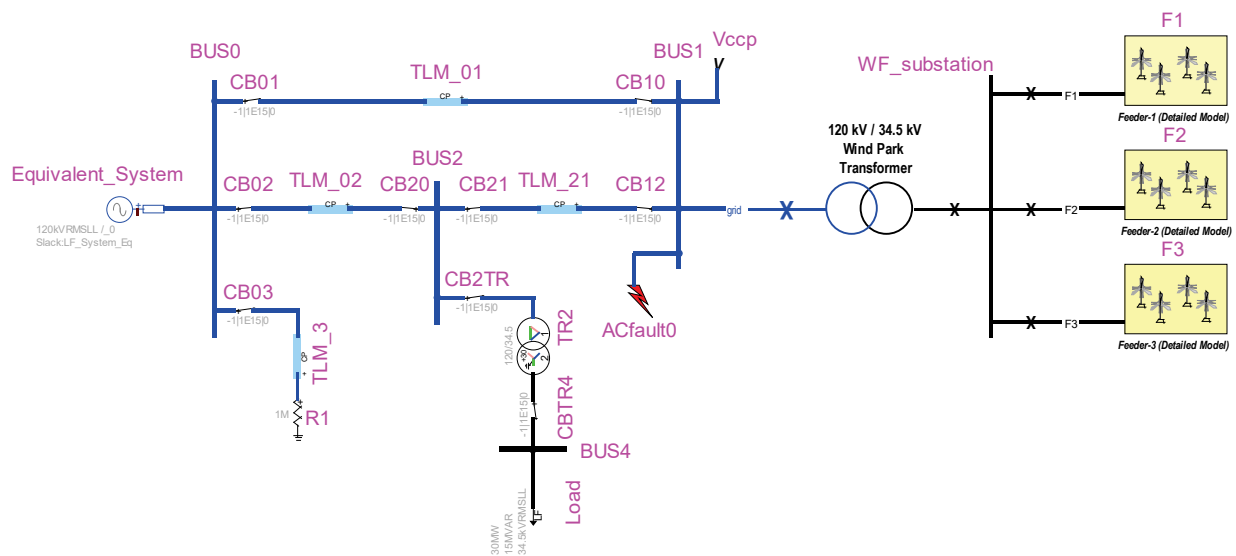 F1
BUS0
BUS1
Vccp
V
TLM_01
WF_substation
CB01
CB10
CP
+
-1|1E15|0
-1|1E15|0
F1
Feeder-1 (Detailed Model)
120 kV / 34.5 kV
Wind Park
Transformer
F2
BUS2
Equivalent_System
CB02
TLM_02
CB20
CB21
TLM_21
CB12
CP
+
CP
+
grid
F2
-1|1E15|0
-1|1E15|0
-1|1E15|0
-1|1E15|0
120kVRMSLL /_0
Slack:LF_System_Eq
Feeder-2 (Detailed Model)
F3
CB03
CB2TR
-1|1E15|0
-1|1E15|0
ACfault0
F3
Feeder-3 (Detailed Model)
TLM_3
CP
+
120/34.5
1
2
+30
TR2
1M
R1
-1|1E15|0
CBTR4
BUS4
Load
LF
30MW
15MVAR
34.5kVRMSLL